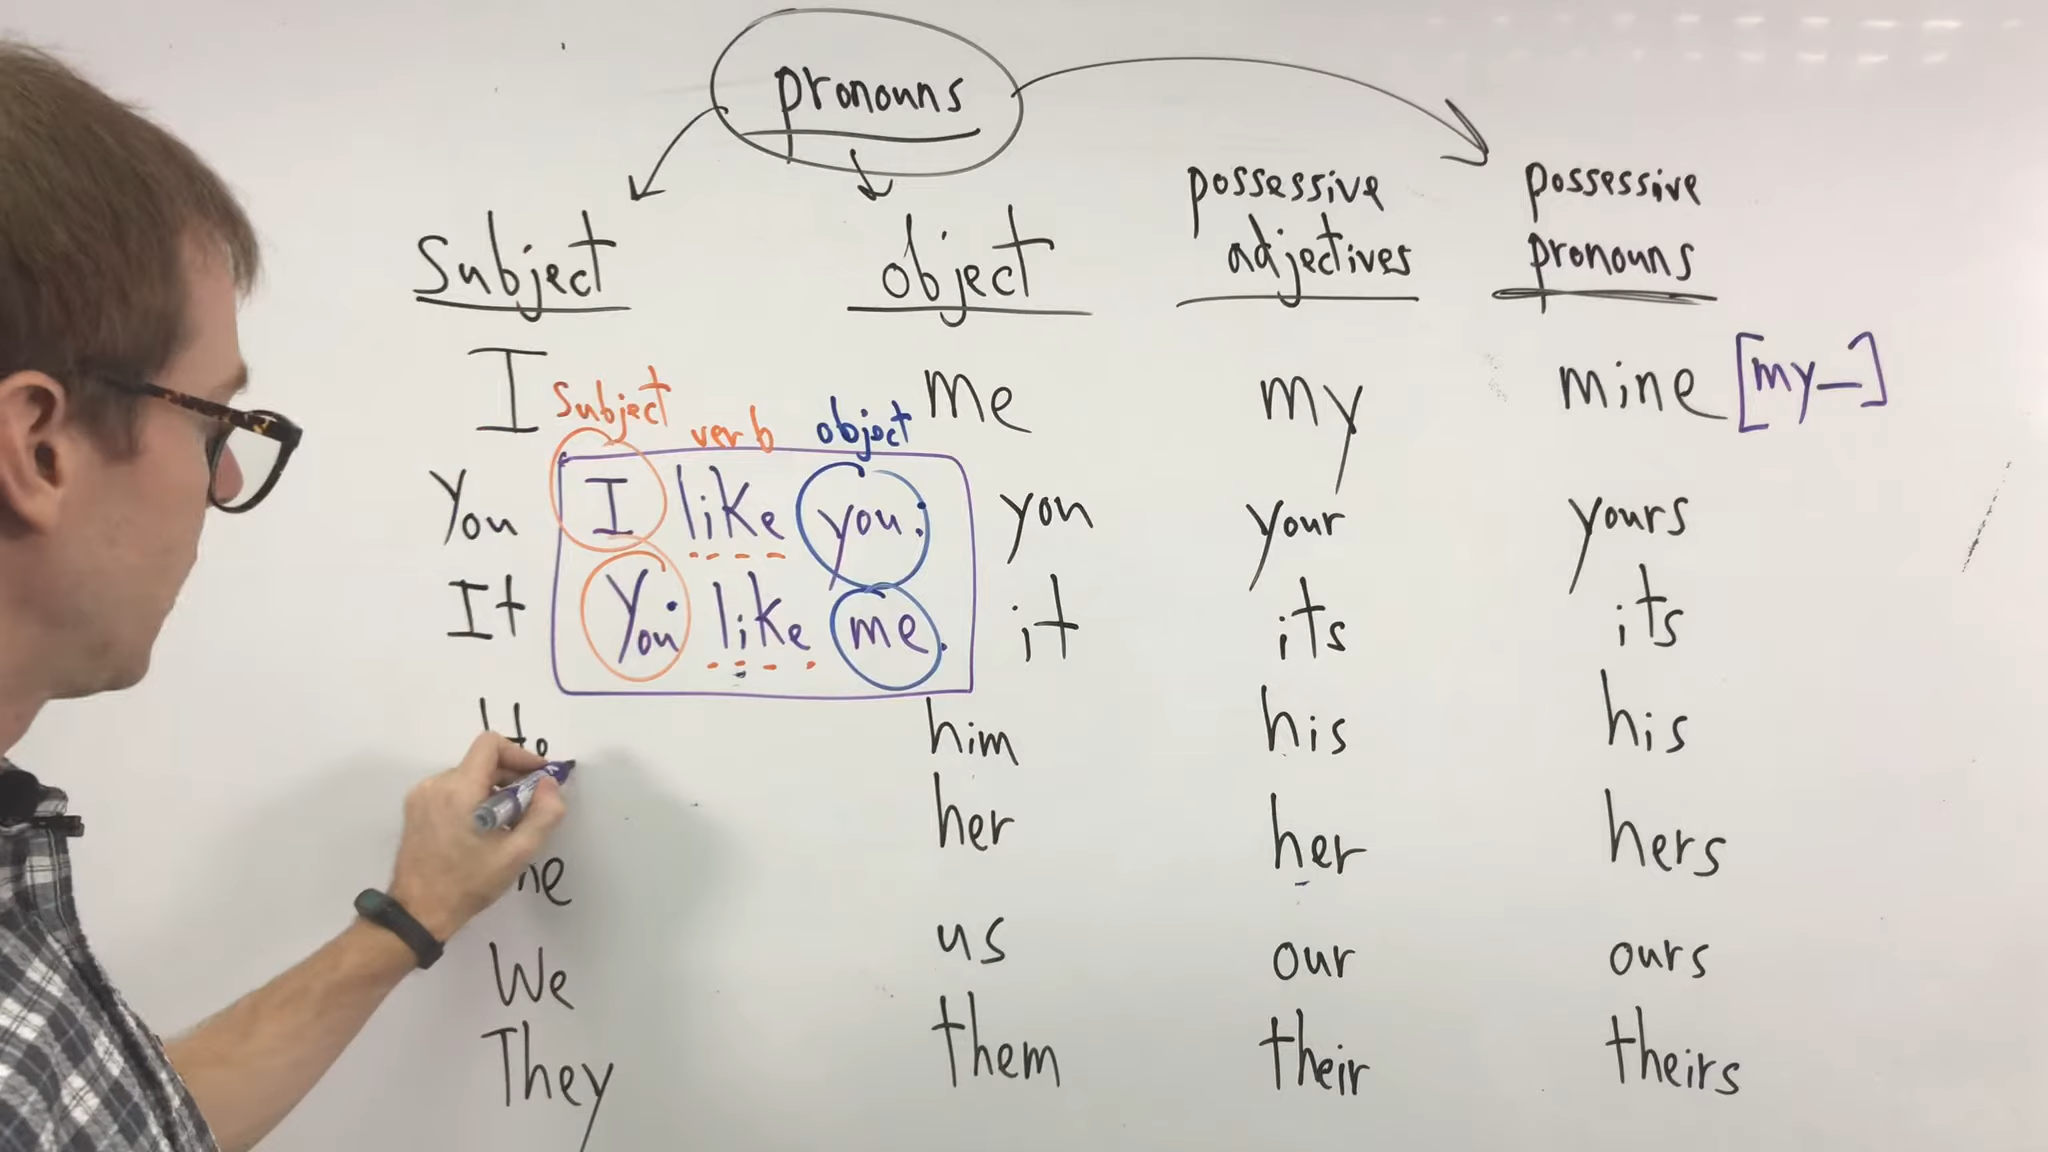 pronouns
Subject object possessive adjectives possessive pronouns
I me my mine [my_]
Subject verb object
You I like you. you your yours
It You like me. it its its
He him his his
her her hers
We us our ours
They them their theirs